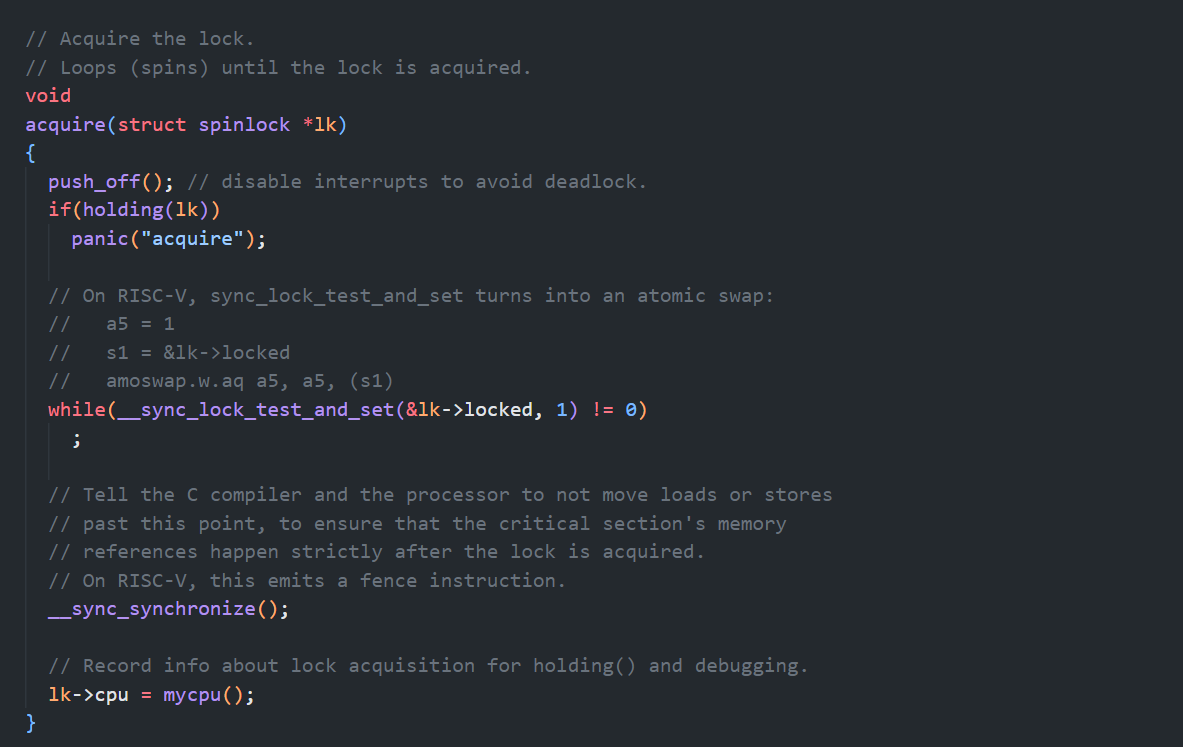 // Acquire the lock.
// Loops (spins) until the lock is acquired.
void
acquire(struct spinlock *lk)
{
  push_off(); // disable interrupts to avoid deadlock.
  if(holding(lk))
    panic("acquire");

  // On RISC-V, sync_lock_test_and_set turns into an atomic swap:
  //   a5 = 1
  //   s1 = &lk->locked
  //   amoswap.w.aq a5, a5, (s1)
  while(__sync_lock_test_and_set(&lk->locked, 1) != 0)
    ;

  // Tell the C compiler and the processor to not move loads or stores
  // past this point, to ensure that the critical section's memory
  // references happen strictly after the lock is acquired.
  // On RISC-V, this emits a fence instruction.
  __sync_synchronize();

  // Record info about lock acquisition for holding() and debugging.
  lk->cpu = mycpu();
}